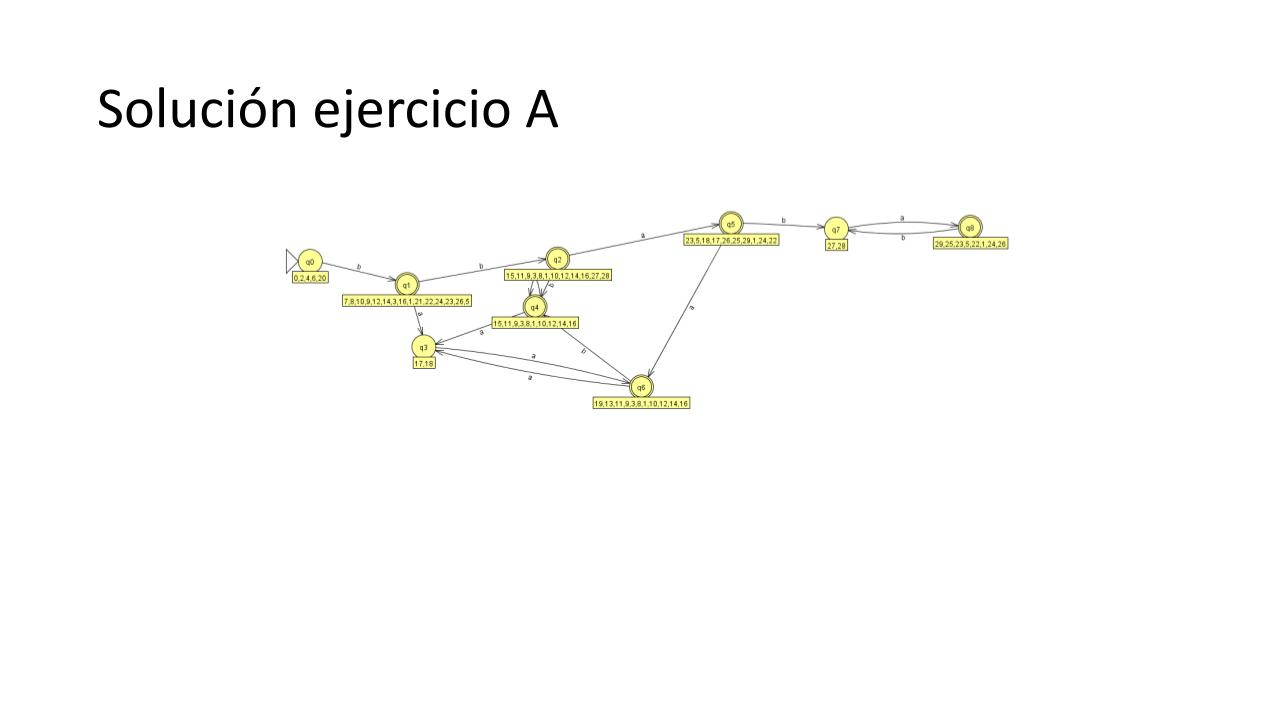 Solución ejercicio A
q0
0,2,4,6,20
b
q1
7,8,10,9,12,14,3,16,1,21,22,24,23,26,5
b
q2
15,11,9,3,8,1,10,12,14,16,27,28
a
q5
23,5,18,17,26,25,29,1,24,22
b
q7
27,28
a
b
q8
29,25,23,5,22,1,24,26
b
q4
15,11,9,3,8,1,10,12,14,16
a
a
q3
17,18
a
a
b
a
q6
19,13,11,9,3,8,1,10,12,14,16